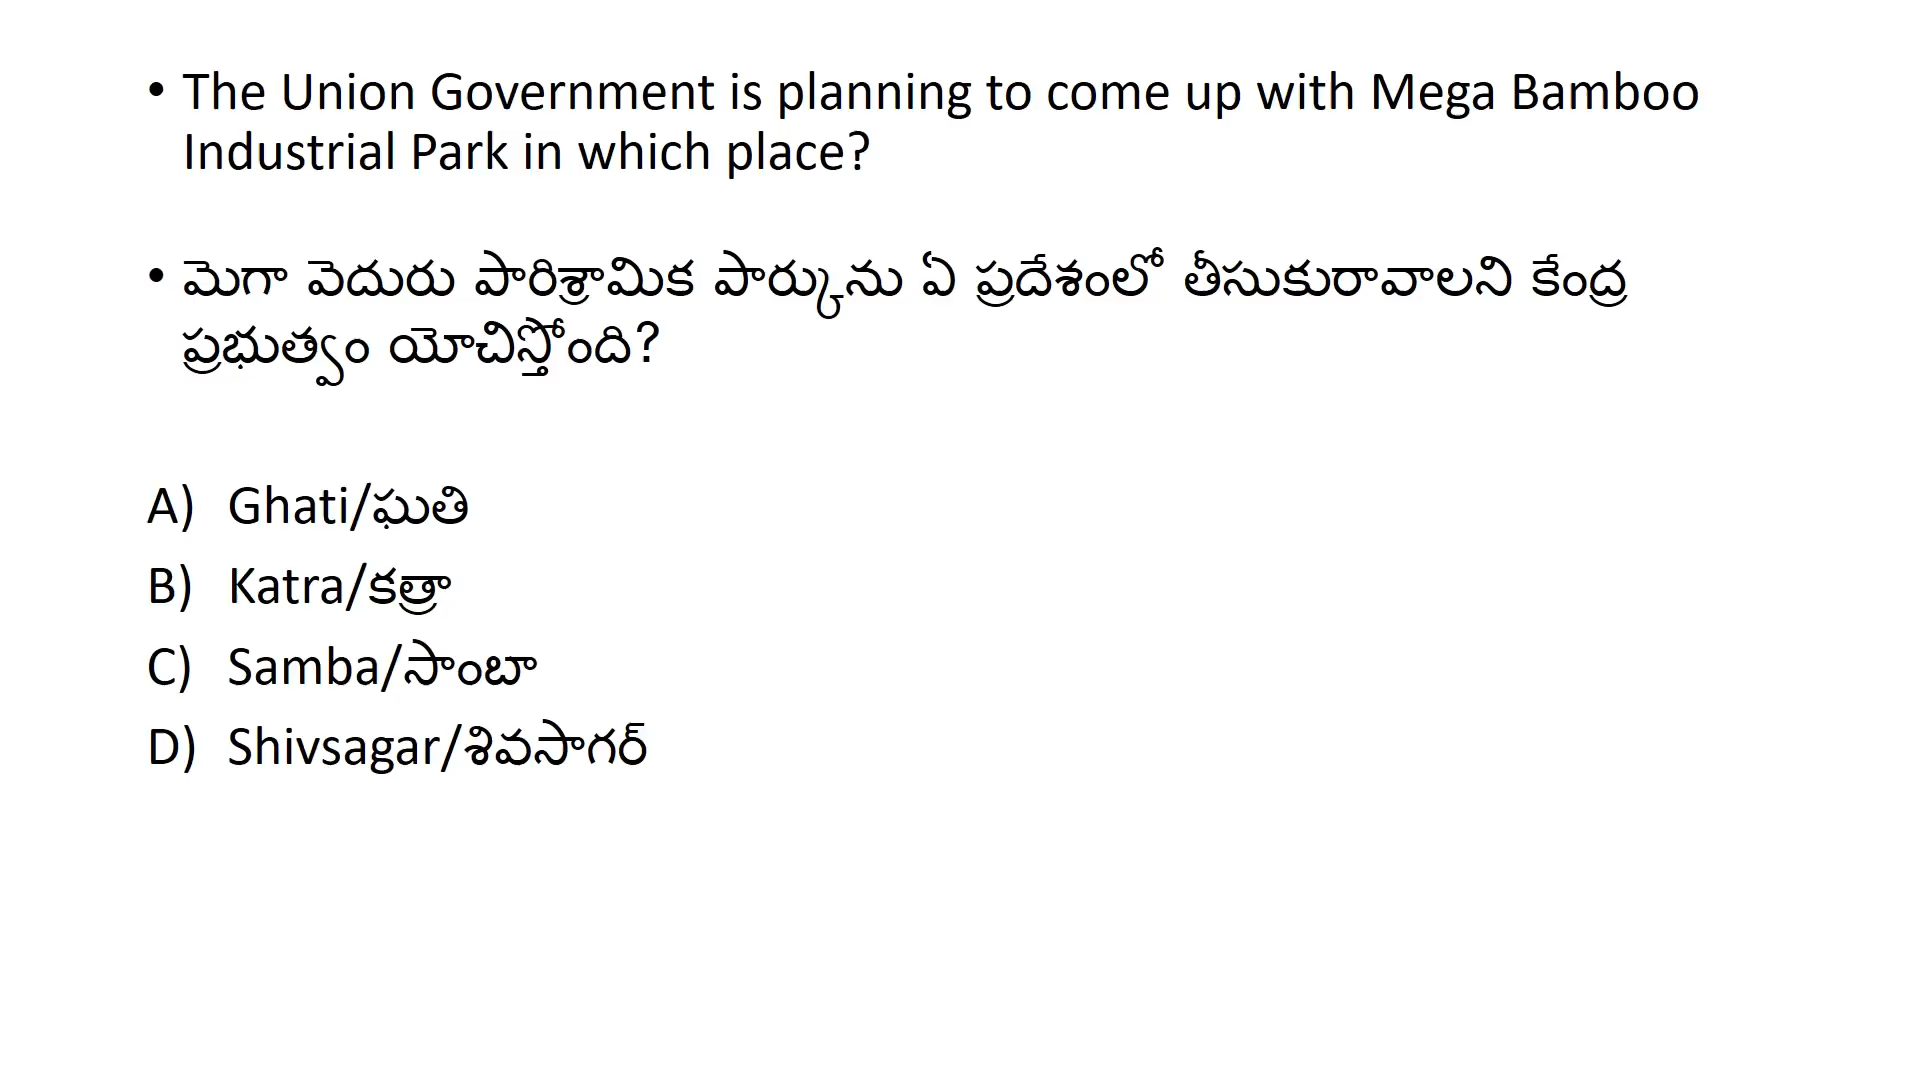 • The Union Government is planning to come up with Mega Bamboo
Industrial Park in which place?
• మెగా వెదురు పారిశ్రామిక పార్కును ఏ ప్రదేశంలో తీసుకురావాలని కేంద్ర
ప్రభుత్వం యోచిస్తోంది?
A) Ghati/ఘతి
B) Katra/కత్రా
C) Samba/సాంబా
D) Shivsagar/శివసాగర్